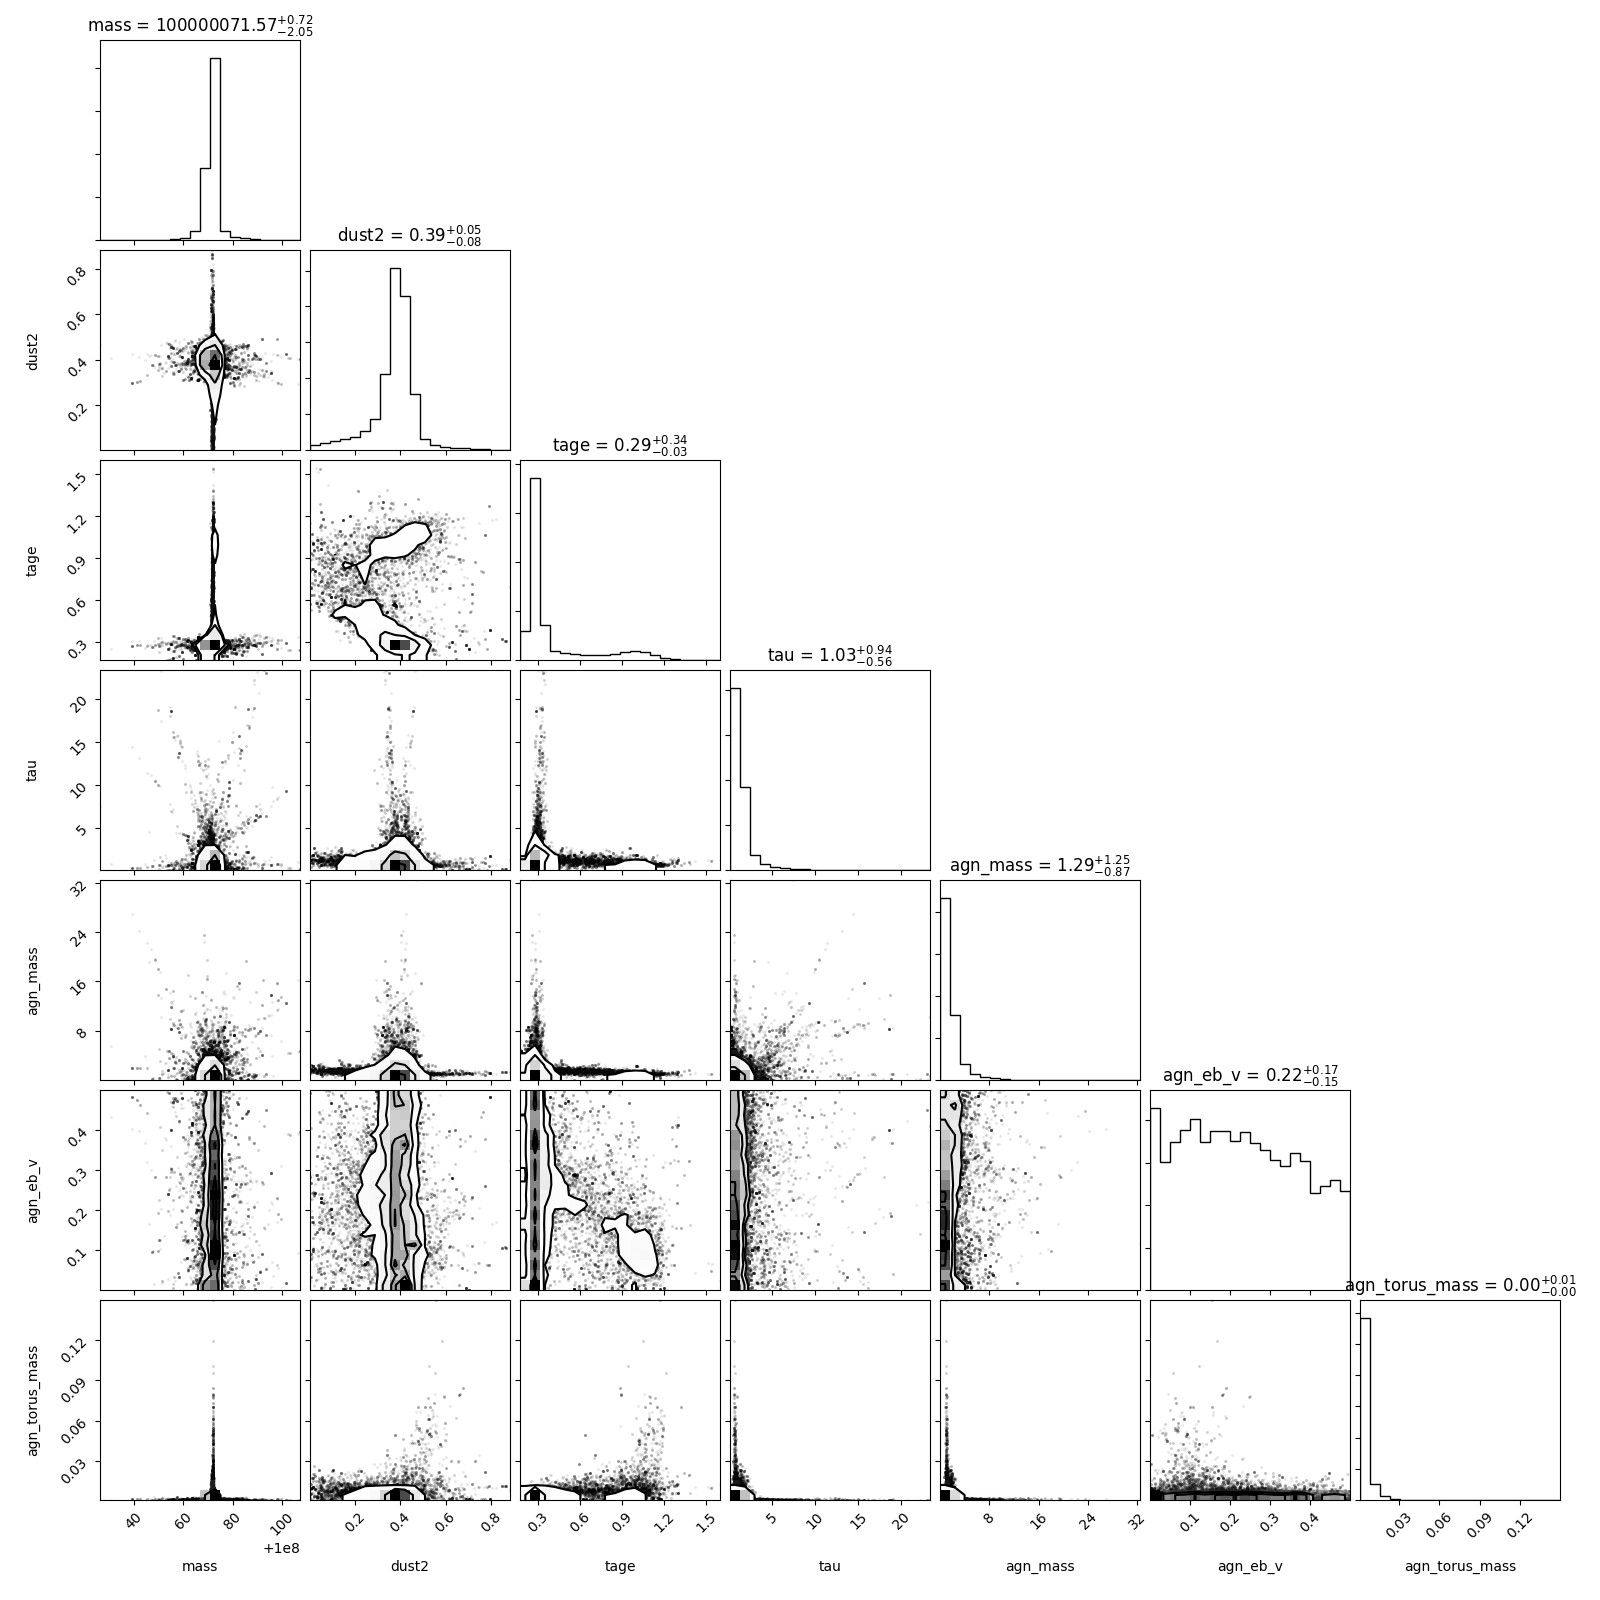 mass = 100000071.57+0.72−2.05
dust2 = 0.39+0.05−0.08
0.8
0.6
0.4
0.2
dust2
tage = 0.29+0.34−0.03
1.5
1.2
0.9
0.6
0.3
tage
tau = 1.03+0.94−0.56
20
15
10
5
tau
agn_mass = 1.29+1.25−0.87
32
24
16
8
agn_mass
agn_eb_v = 0.22+0.17−0.15
0.4
0.3
0.2
0.1
agn_eb_v
agn_torus_mass = 0.00+0.01−0.00
0.12
0.09
0.06
0.03
agn_torus_mass
40 60 80 100 0.2 0.4 0.6 0.8 0.3 0.6 0.9 1.2 1.5 5 10 15 20 8 16 24 32 0.1 0.2 0.3 0.4 0.03 0.06 0.09 0.12
+1e8
mass dust2 tage tau agn_mass agn_eb_v agn_torus_mass